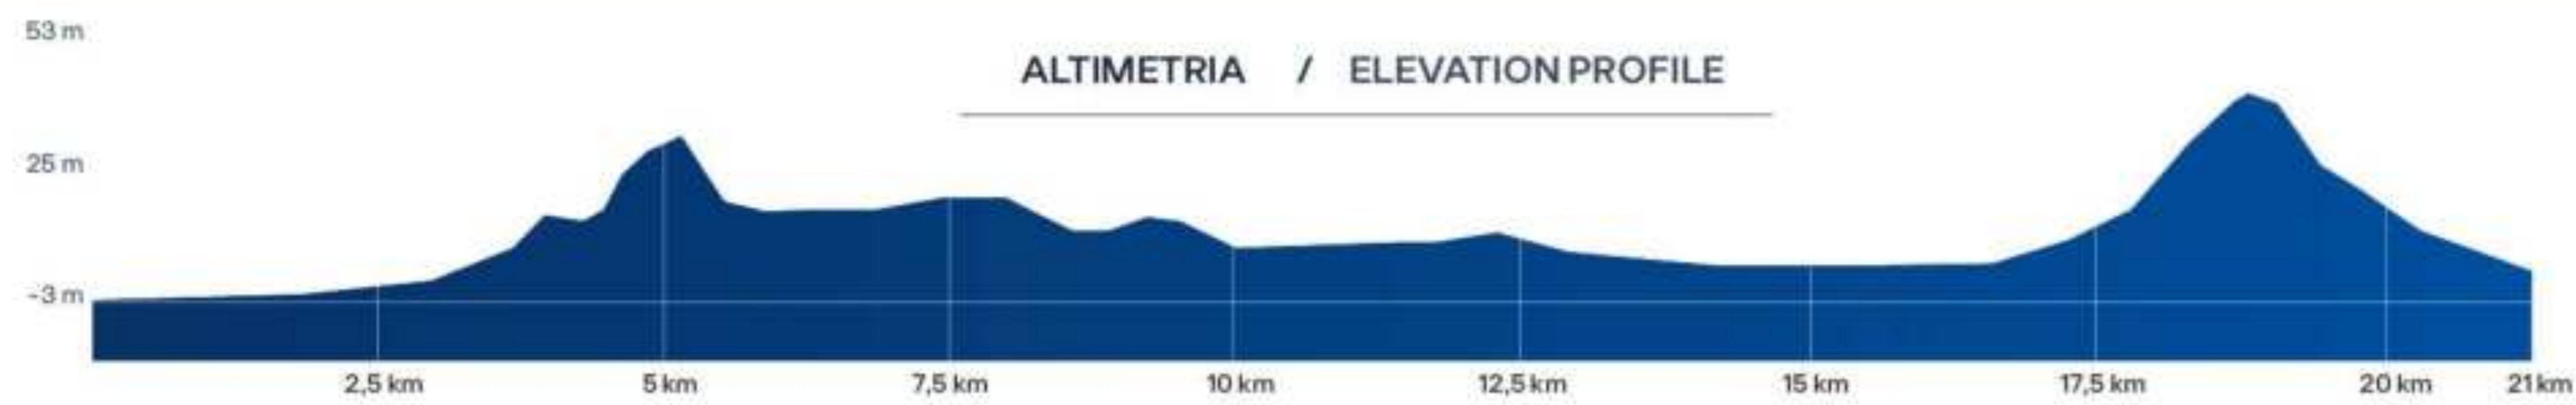 53 m
ALTIMETRIA / ELEVATION PROFILE
25 m
-3 m
2,5 km 5 km 7,5 km 10 km 12,5 km 15 km 17,5 km 20 km 21 km